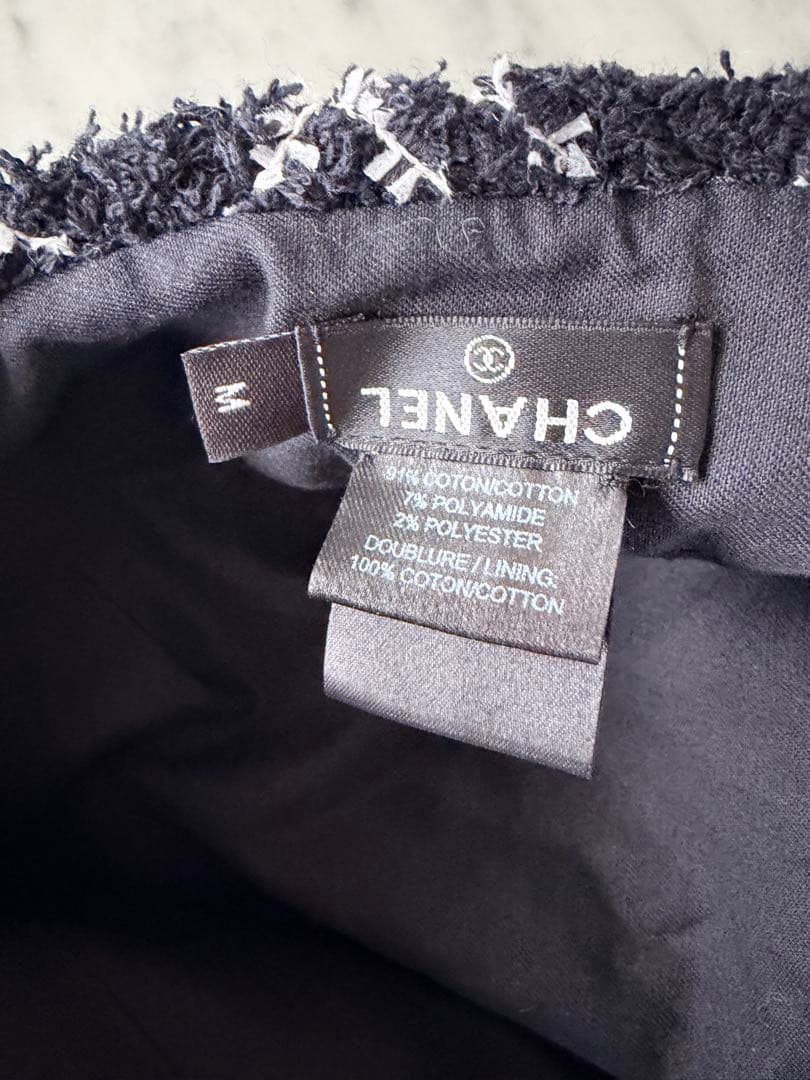 M
CHANEL
91% COTON/COTTON
7% POLYAMIDE
2% POLYESTER
DOUBLURE / LINING:
100% COTON/COTTON